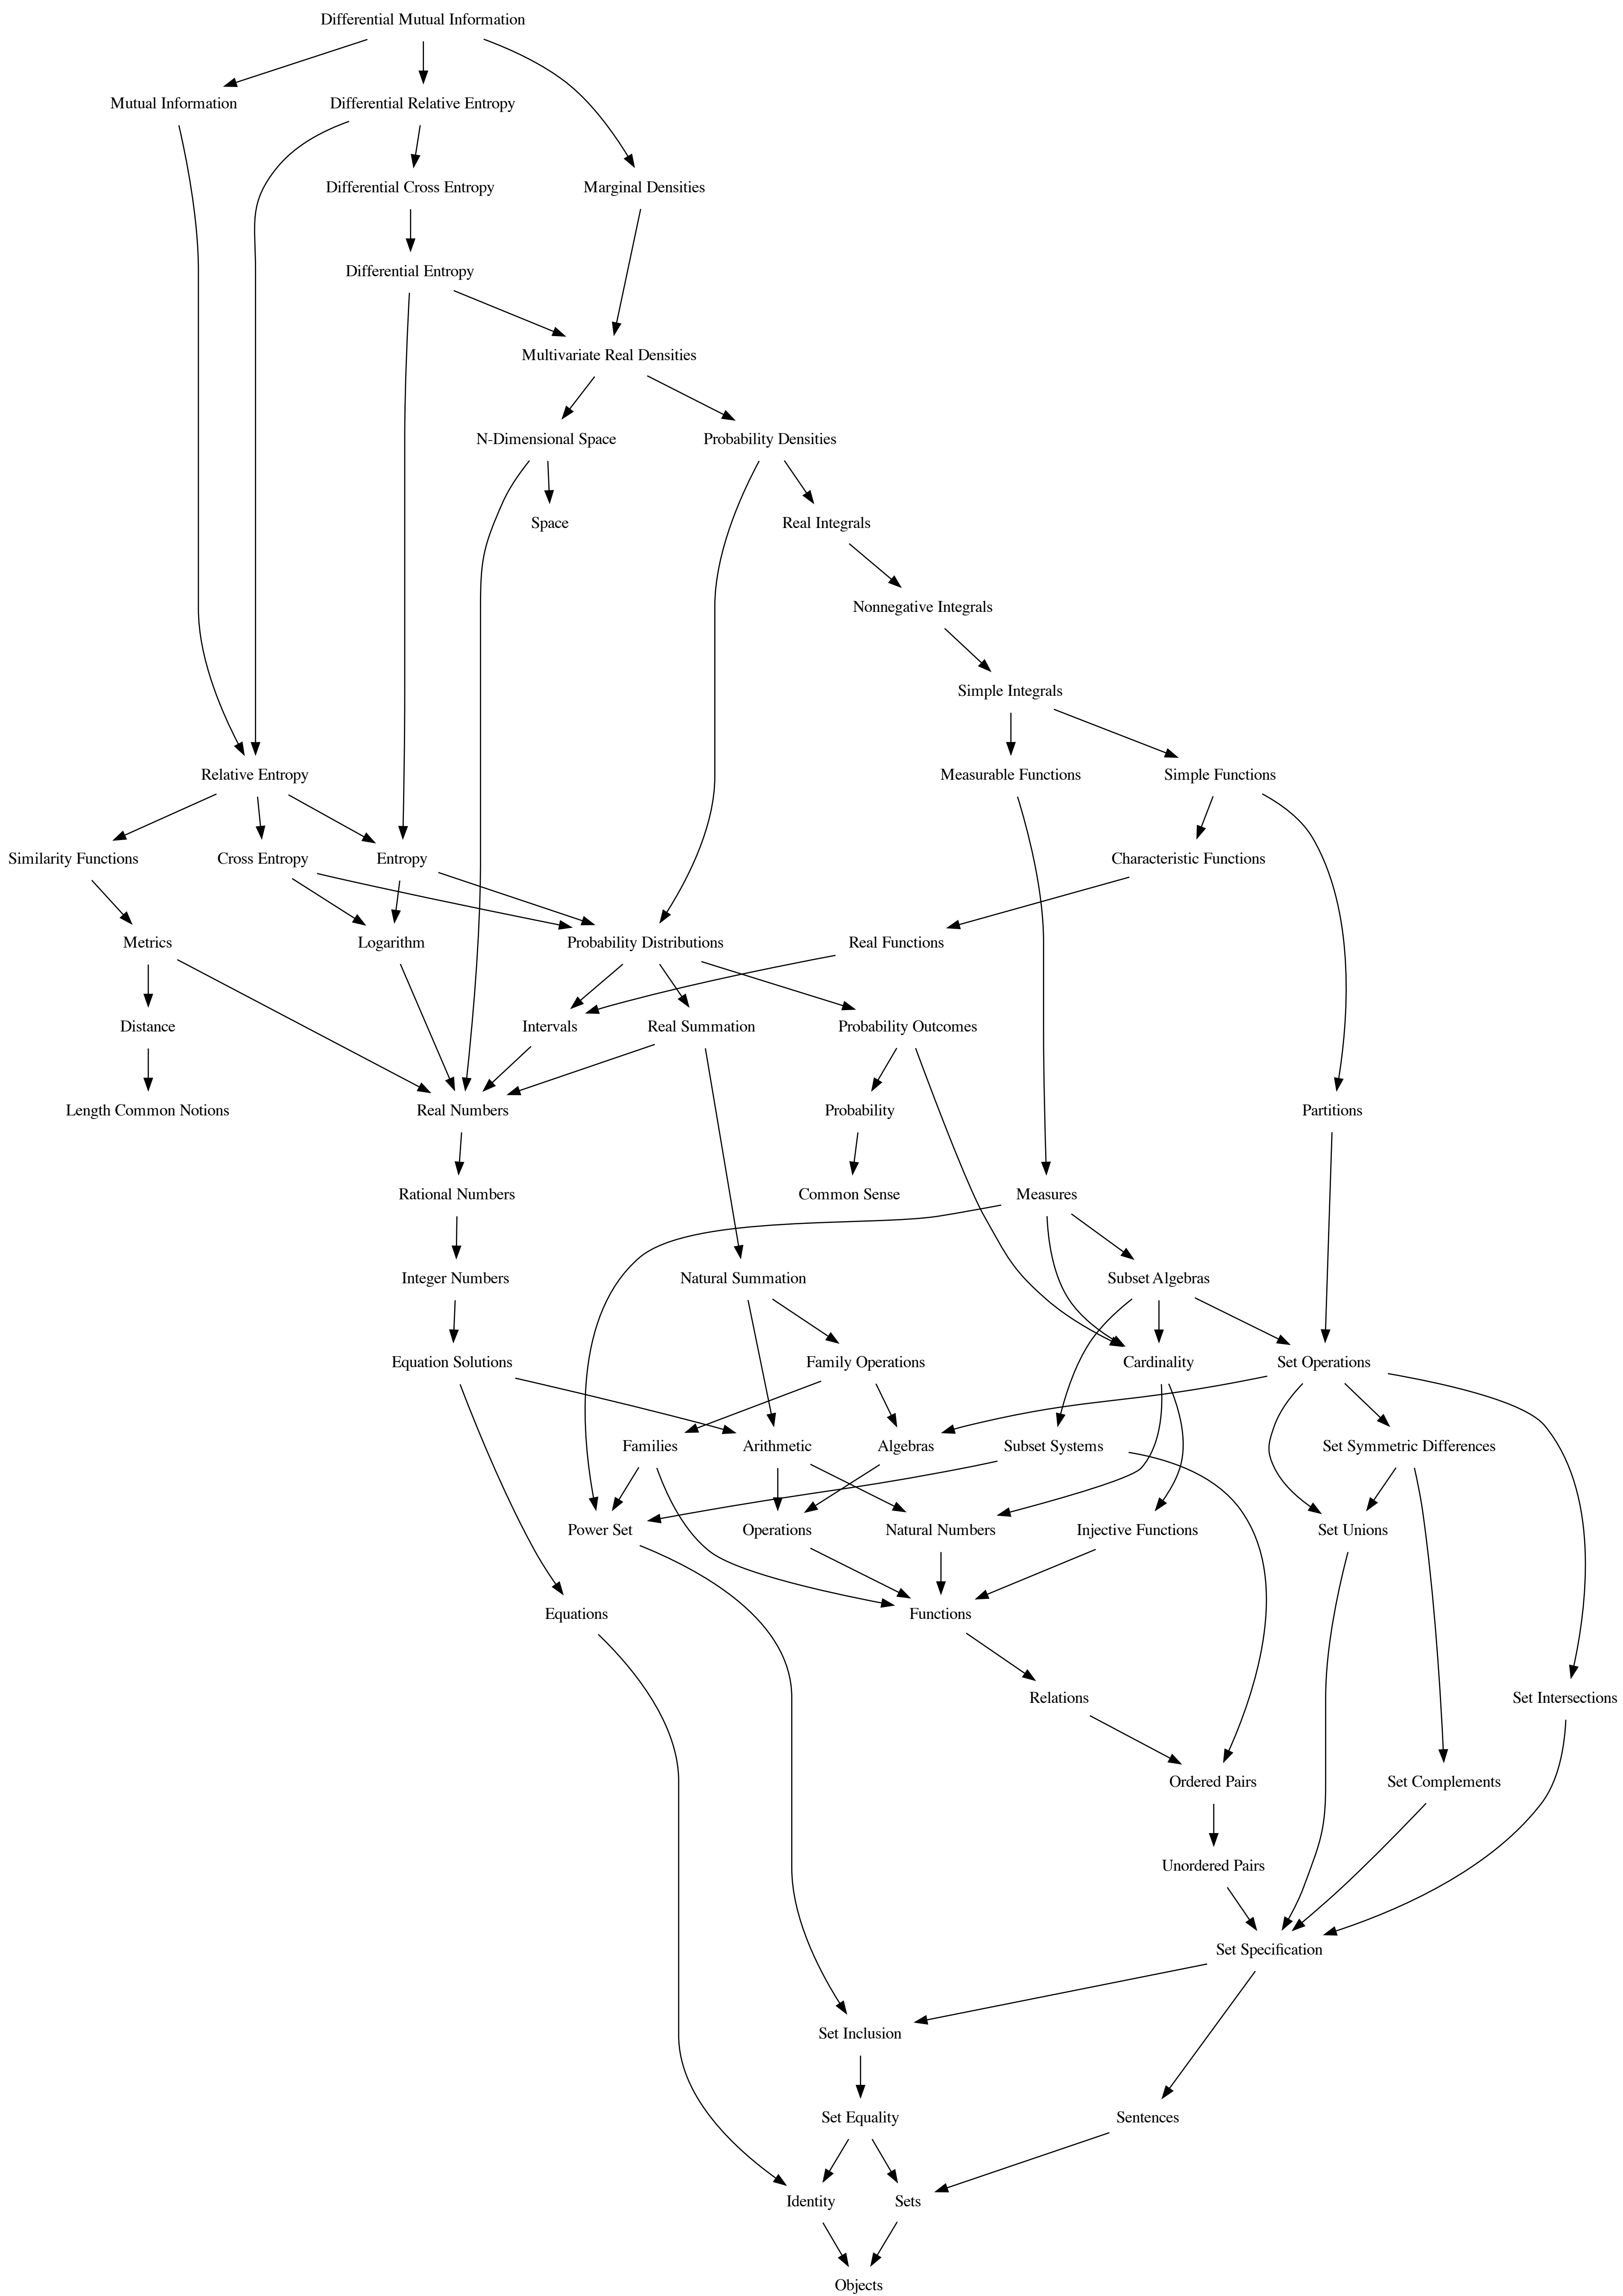 Differential Mutual Information
Mutual Information
Differential Relative Entropy
Differential Cross Entropy
Marginal Densities
Differential Entropy
Multivariate Real Densities
N-Dimensional Space
Probability Densities
Space
Real Integrals
Nonnegative Integrals
Simple Integrals
Relative Entropy
Measurable Functions
Simple Functions
Similarity Functions
Cross Entropy
Entropy
Characteristic Functions
Metrics
Logarithm
Probability Distributions
Real Functions
Distance
Intervals
Real Summation
Probability Outcomes
Length Common Notions
Real Numbers
Probability
Partitions
Rational Numbers
Common Sense
Measures
Integer Numbers
Natural Summation
Subset Algebras
Equation Solutions
Family Operations
Cardinality
Set Operations
Families
Arithmetic
Algebras
Subset Systems
Set Symmetric Differences
Power Set
Operations
Natural Numbers
Injective Functions
Set Unions
Equations
Functions
Relations
Set Intersections
Ordered Pairs
Set Complements
Unordered Pairs
Set Specification
Set Inclusion
Set Equality
Sentences
Identity
Sets
Objects